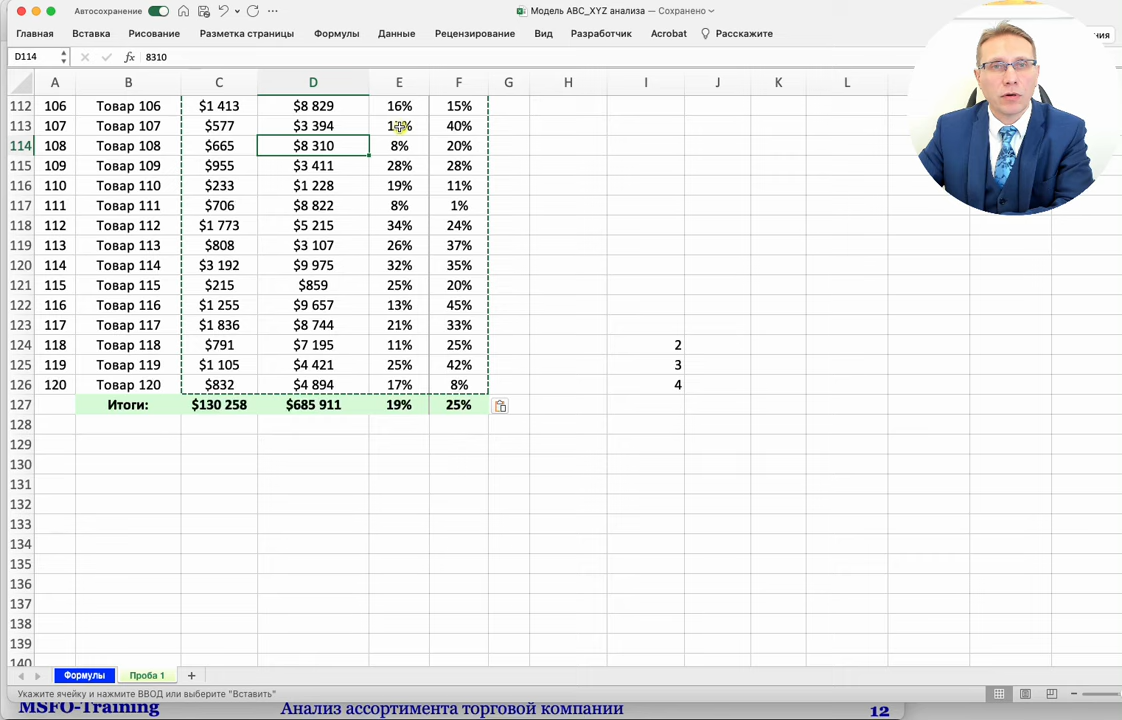 Автосохранение
Модель ABC_XYZ анализа — Сохранено
Главная Вставка Рисование Разметка страницы Формулы Данные Рецензирование Вид Разработчик Acrobat Расскажите
D114 fx 8310
A B C D E F G H I J K L
112 106 Товар 106 $1 413 $8 829 16% 15%
113 107 Товар 107 $577 $3 394 40%
114 108 Товар 108 $665 $8 310 8% 20%
115 109 Товар 109 $955 $3 411 28% 28%
116 110 Товар 110 $233 $1 228 19% 11%
117 111 Товар 111 $706 $8 822 8% 1%
118 112 Товар 112 $1 773 $5 215 34% 24%
119 113 Товар 113 $808 $3 107 26% 37%
120 114 Товар 114 $3 192 $9 975 32% 35%
121 115 Товар 115 $215 $859 25% 20%
122 116 Товар 116 $1 255 $9 657 13% 45%
123 117 Товар 117 $1 836 $8 744 21% 33%
124 118 Товар 118 $791 $7 195 11% 25% 2
125 119 Товар 119 $1 105 $4 421 25% 42% 3
126 120 Товар 120 $832 $4 894 17% 8% 4
127 Итоги: $130 258 $685 911 19% 25%
128
129
130
131
132
133
134
135
136
137
138
139
140
Формулы Проба 1
Укажите ячейку и нажмите ВВОД или выберите "Вставить"
MSFO-Training Анализ ассортимента торговой компании 12